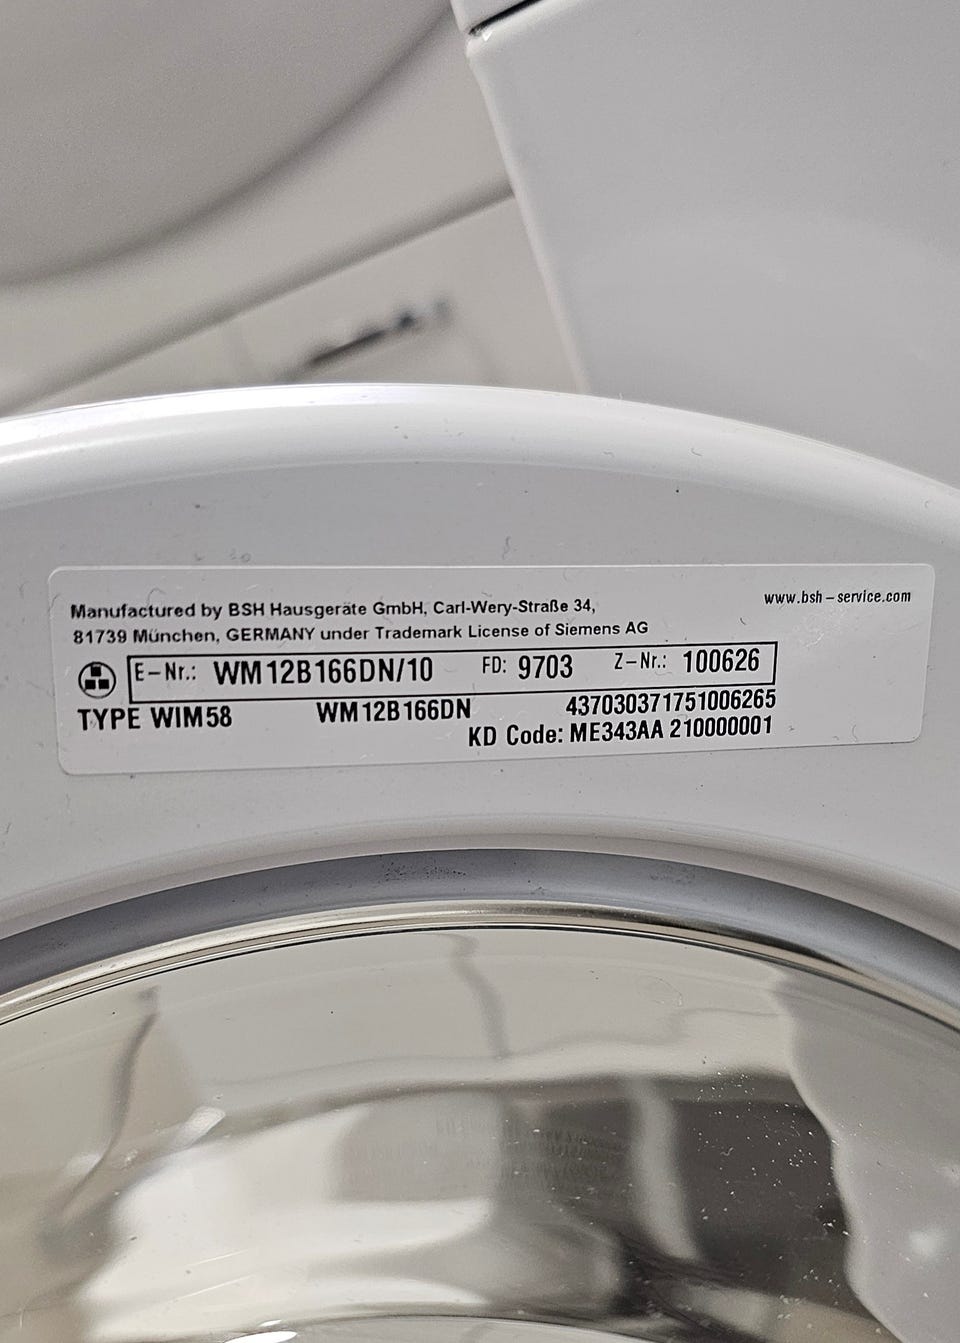 Manufactured by BSH Hausgeräte GmbH, Carl-Wery-Straße 34,
www.bsh-service.com
81739 München, GERMANY under Trademark License of Siemens AG
E-Nr.: WM12B166DN/10 FD: 9703 Z-Nr.: 100626
TYPE WIM58 WM12B166DN 437030371751006265
KD Code: ME343AA 210000001